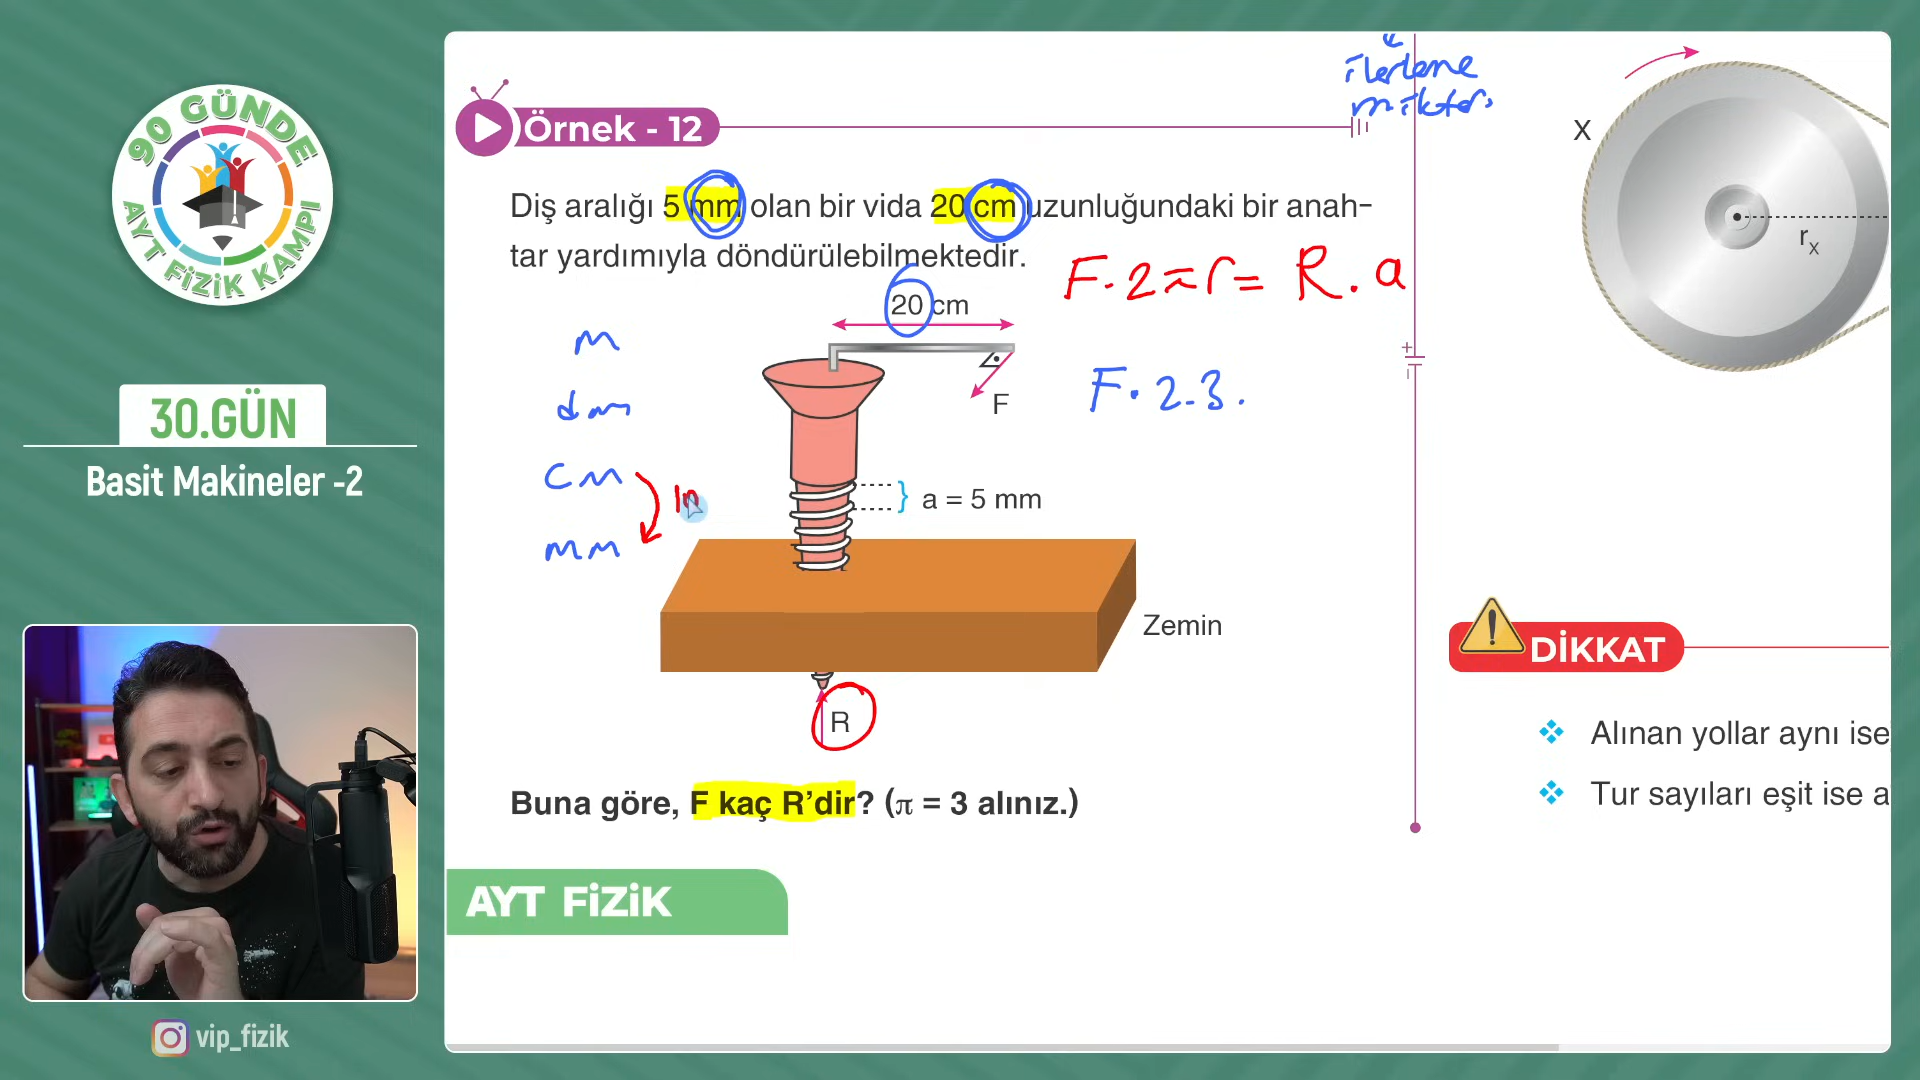 90 GÜNDE
AYT FİZİK KAMPI
30.GÜN
Basit Makineler -2
vip_fizik
Örnek - 12
Diş aralığı 5 mm olan bir vida 20 cm uzunluğundaki bir anah-
tar yardımıyla döndürülebilmektedir.
F.2πr = R.a
20 cm
m
dm
cm
mm
10
F
F.2.3.
a = 5 mm
Zemin
R
Buna göre, F kaç R’dir? (π = 3 alınız.)
AYT FİZİK
İlerleme
X
rX
+
-
DİKKAT
Alınan yollar aynı ise
Tur sayıları eşit ise a